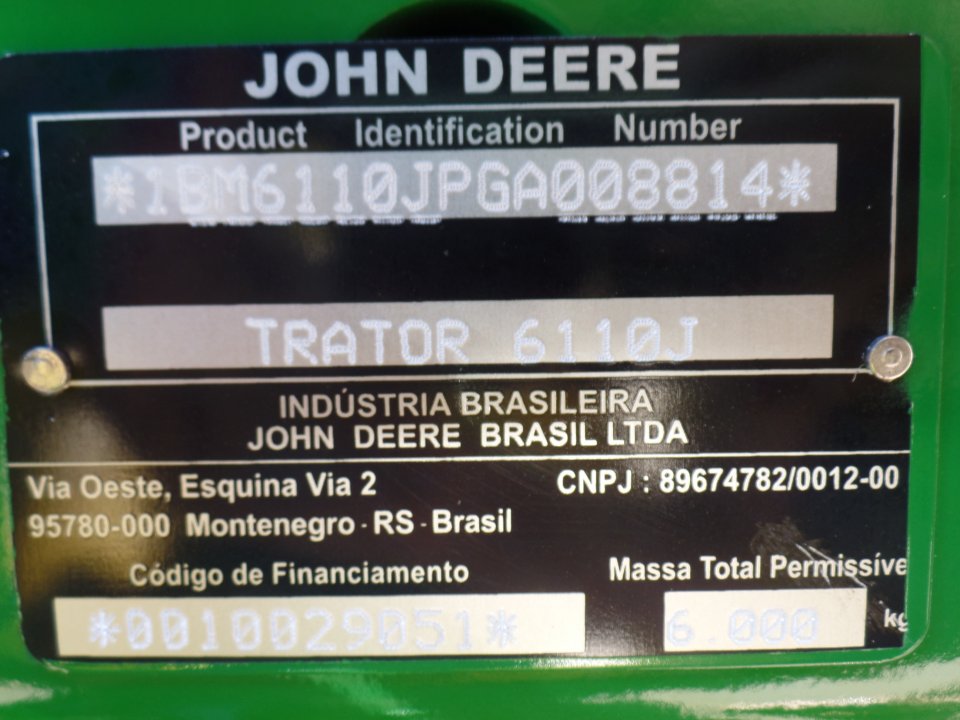 JOHN DEERE
Product Identification Number
*1BM6110JPGA008814*
TRATOR 6110J
INDÚSTRIA BRASILEIRA
JOHN DEERE BRASIL LTDA
Via Oeste, Esquina Via 2
CNPJ : 89674782/0012-00
95780-000 Montenegro - RS - Brasil
Código de Financiamento
Massa Total Permissíve
*0010029051*
6.000 kg